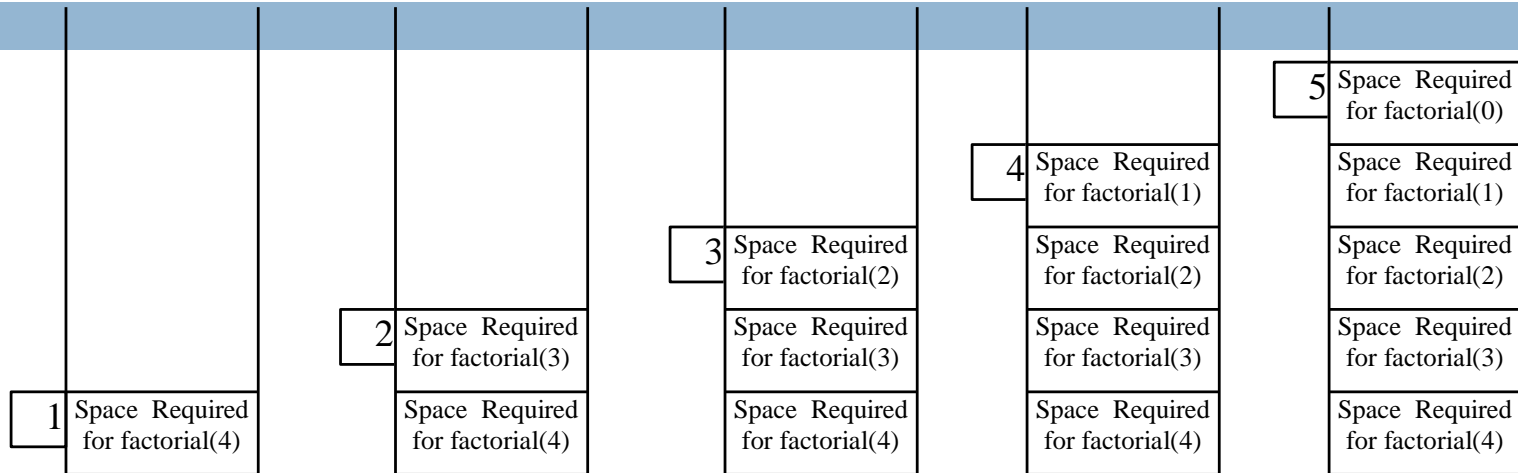 5
Space Required
for factorial(0)
4
Space Required
for factorial(1)
Space Required
for factorial(1)
3
Space Required
for factorial(2)
Space Required
for factorial(2)
Space Required
for factorial(2)
2
Space Required
for factorial(3)
Space Required
for factorial(3)
Space Required
for factorial(3)
Space Required
for factorial(3)
1
Space Required
for factorial(4)
Space Required
for factorial(4)
Space Required
for factorial(4)
Space Required
for factorial(4)
Space Required
for factorial(4)